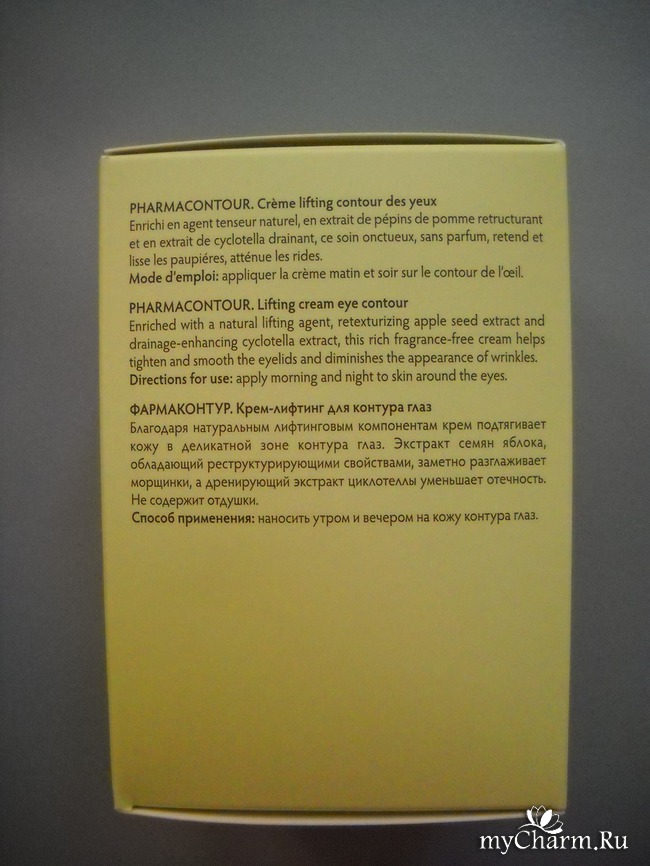 PHARMACONTOUR. Crème lifting contour des yeux
Enrichi en agent tenseur naturel, en extrait de pépins de pomme retructurant
et en extrait de cyclotella drainant, ce soin onctueux, sans parfum, retend et
lisse les paupiéres, atténue les rides.
Mode d'emploi: appliquer la crème matin et soir sur le contour de l'œil.
PHARMACONTOUR. Lifting cream eye contour
Enriched with a natural lifting agent, retexturizing apple seed extract and
drainage-enhancing cyclotella extract, this rich fragrance-free cream helps
tighten and smooth the eyelids and diminishes the appearance of wrinkles.
Directions for use: apply morning and night to skin around the eyes.
ФАРМАКОНТУР. Крем-лифтинг для контура глаз
Благодаря натуральным лифтинговым компонентам крем подтягивает
кожу в деликатной зоне контура глаз. Экстракт семян яблока,
обладающий реструктурирующими свойствами, заметно разглаживает
морщинки, а дренирующий экстракт циклотеллы уменьшает отечность.
Не содержит отдушки.
Способ применения: наносить утром и вечером на кожу контура глаз.
myCharm.Ru